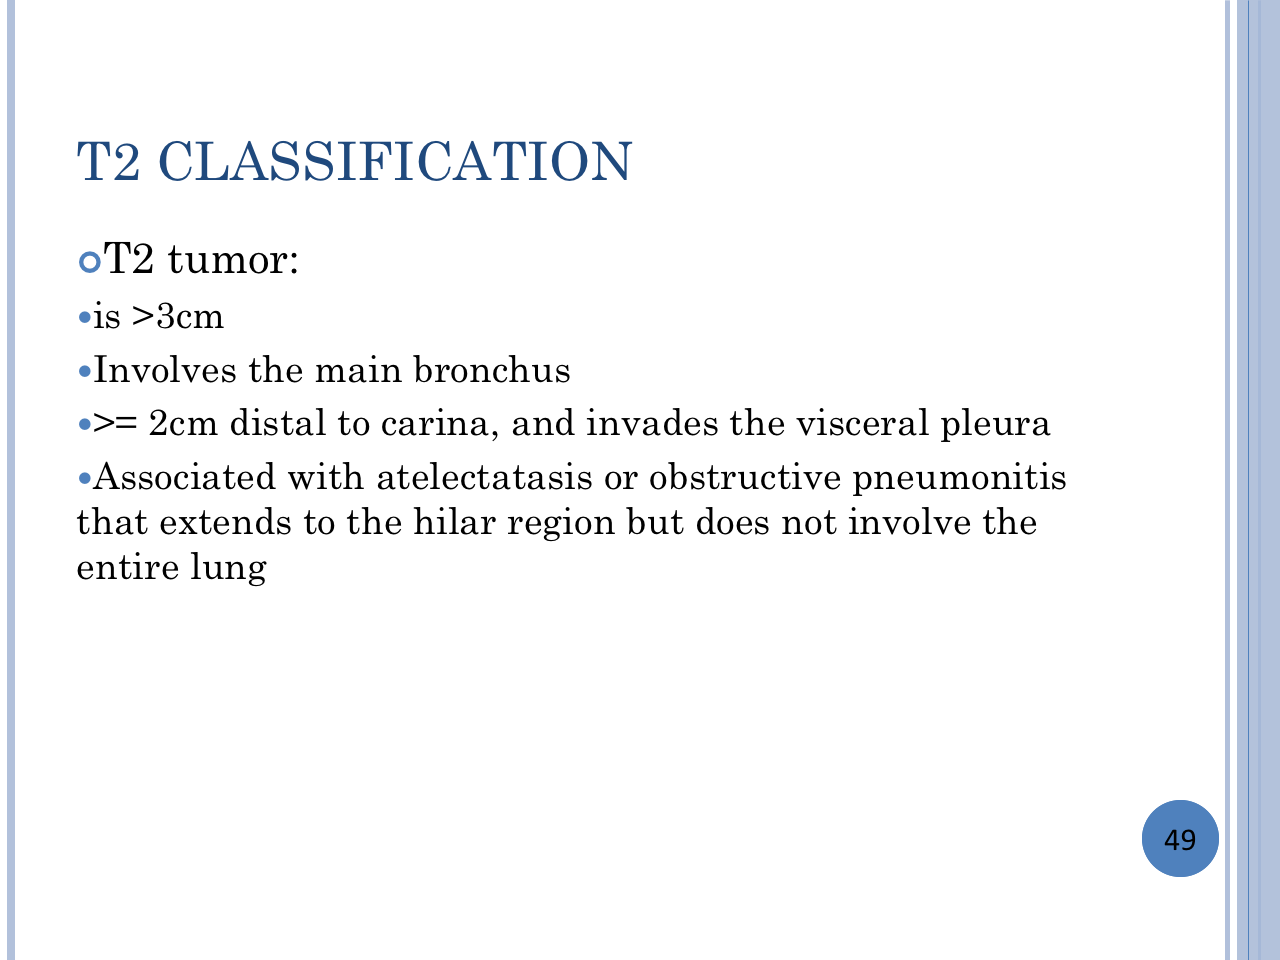 T2 CLASSIFICATION
T2 tumor:
•is >3cm
•Involves the main bronchus
•>= 2cm distal to carina, and invades the visceral pleura
•Associated with atelectatasis or obstructive pneumonitis
that extends to the hilar region but does not involve the
entire lung
49